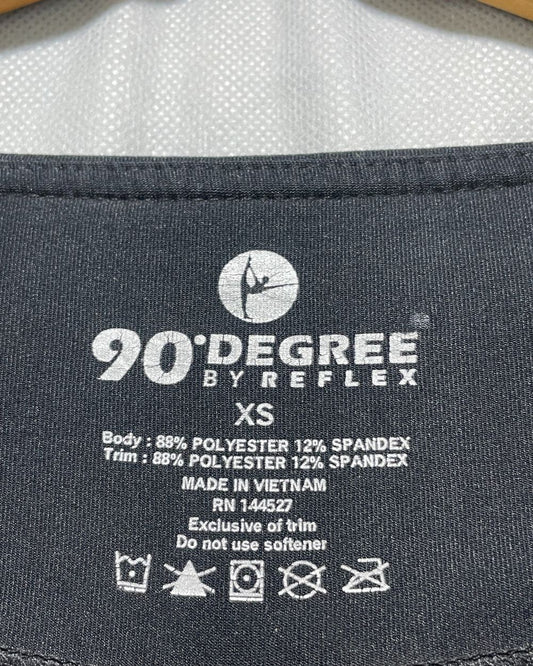 90°DEGREE®
BY REFLEX
XS
Body : 88% POLYESTER 12% SPANDEX
Trim : 88% POLYESTER 12% SPANDEX
MADE IN VIETNAM
RN 144527
Exclusive of trim
Do not use softener